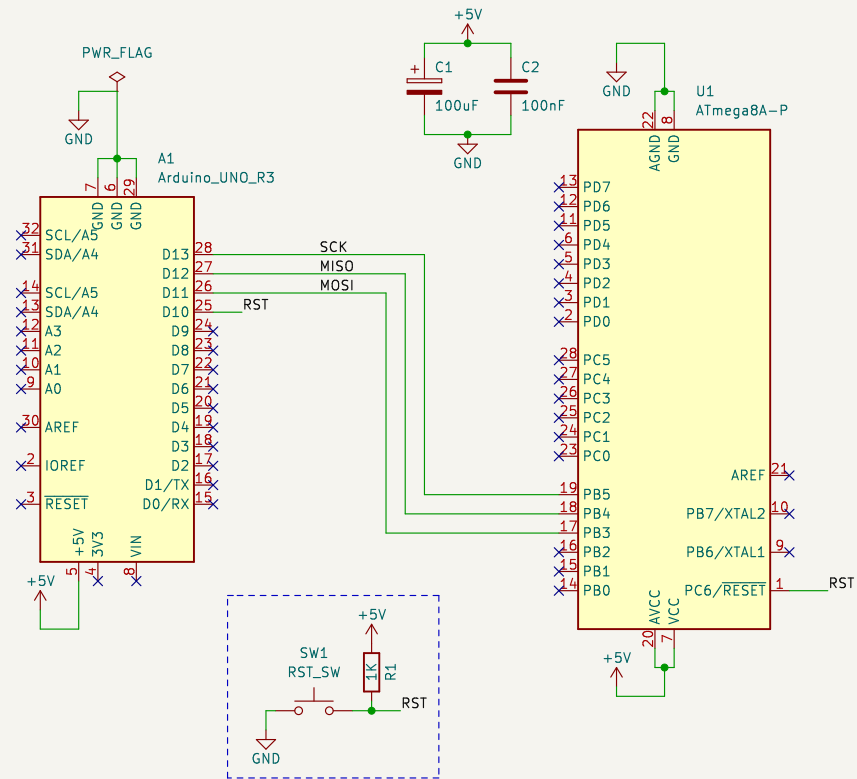 PWR_FLAG
GND
A1
Arduino_UNO_R3
7
6
29
GND
GND
GND
32 SCL/A5
31 SDA/A4
14 SCL/A5
13 SDA/A4
12 A3
11 A2
10 A1
9 A0
30 AREF
2 IOREF
3 RESET
D13 28
D12 27
D11 26
D10 25
D9 24
D8 23
D7 22
D6 21
D5 20
D4 19
D3 18
D2 17
D1/TX 16
D0/RX 15
+5V
3V3
VIN
5
4
8
+5V
SCK
MISO
MOSI
RST
+5V
+
C1
100uF
C2
100nF
GND
GND
U1
ATmega8A-P
22
8
AGND
GND
13 PD7
12 PD6
11 PD5
6 PD4
5 PD3
4 PD2
3 PD1
2 PD0
28 PC5
27 PC4
26 PC3
25 PC2
24 PC1
23 PC0
19 PB5
18 PB4
17 PB3
16 PB2
15 PB1
14 PB0
AREF 21
PB7/XTAL2 10
PB6/XTAL1 9
PC6/RESET 1
RST
AVCC
VCC
20
7
+5V
+5V
SW1
RST_SW
1K
R1
RST
GND